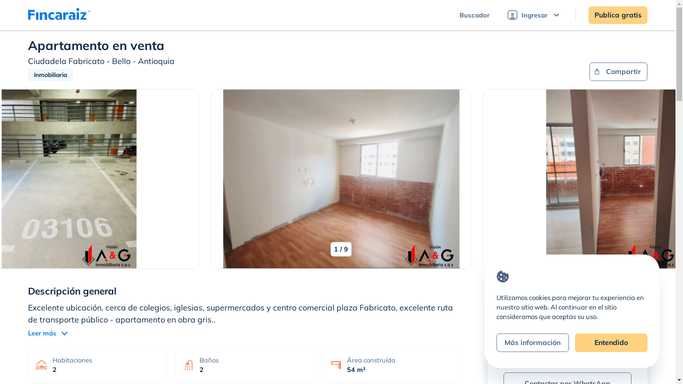 Fincaraiz
Buscador
Ingresar
Publica gratis
Apartamento en venta
Ciudadela Fabricato - Bello - Antioquia
Inmobiliaria
Compartir
03106
A&G
Inmobiliaria s.a.s
1 / 9
A&G
Inmobiliaria s.a.s
A&G
Inmobiliaria s.a.s
Descripción general
Excelente ubicación, cerca de colegios, iglesias, supermercados y centro comercial plaza Fabricato, excelente ruta
de transporte público - apartamento en obra gris..
Leer más
Habitaciones
2
Baños
2
Área construida
54 m²
Utilizamos cookies para mejorar tu experiencia en
nuestro sitio web. Al continuar en el sitio
consideramos que aceptas su uso.
Más información
Entendido
Contactar por WhatsApp